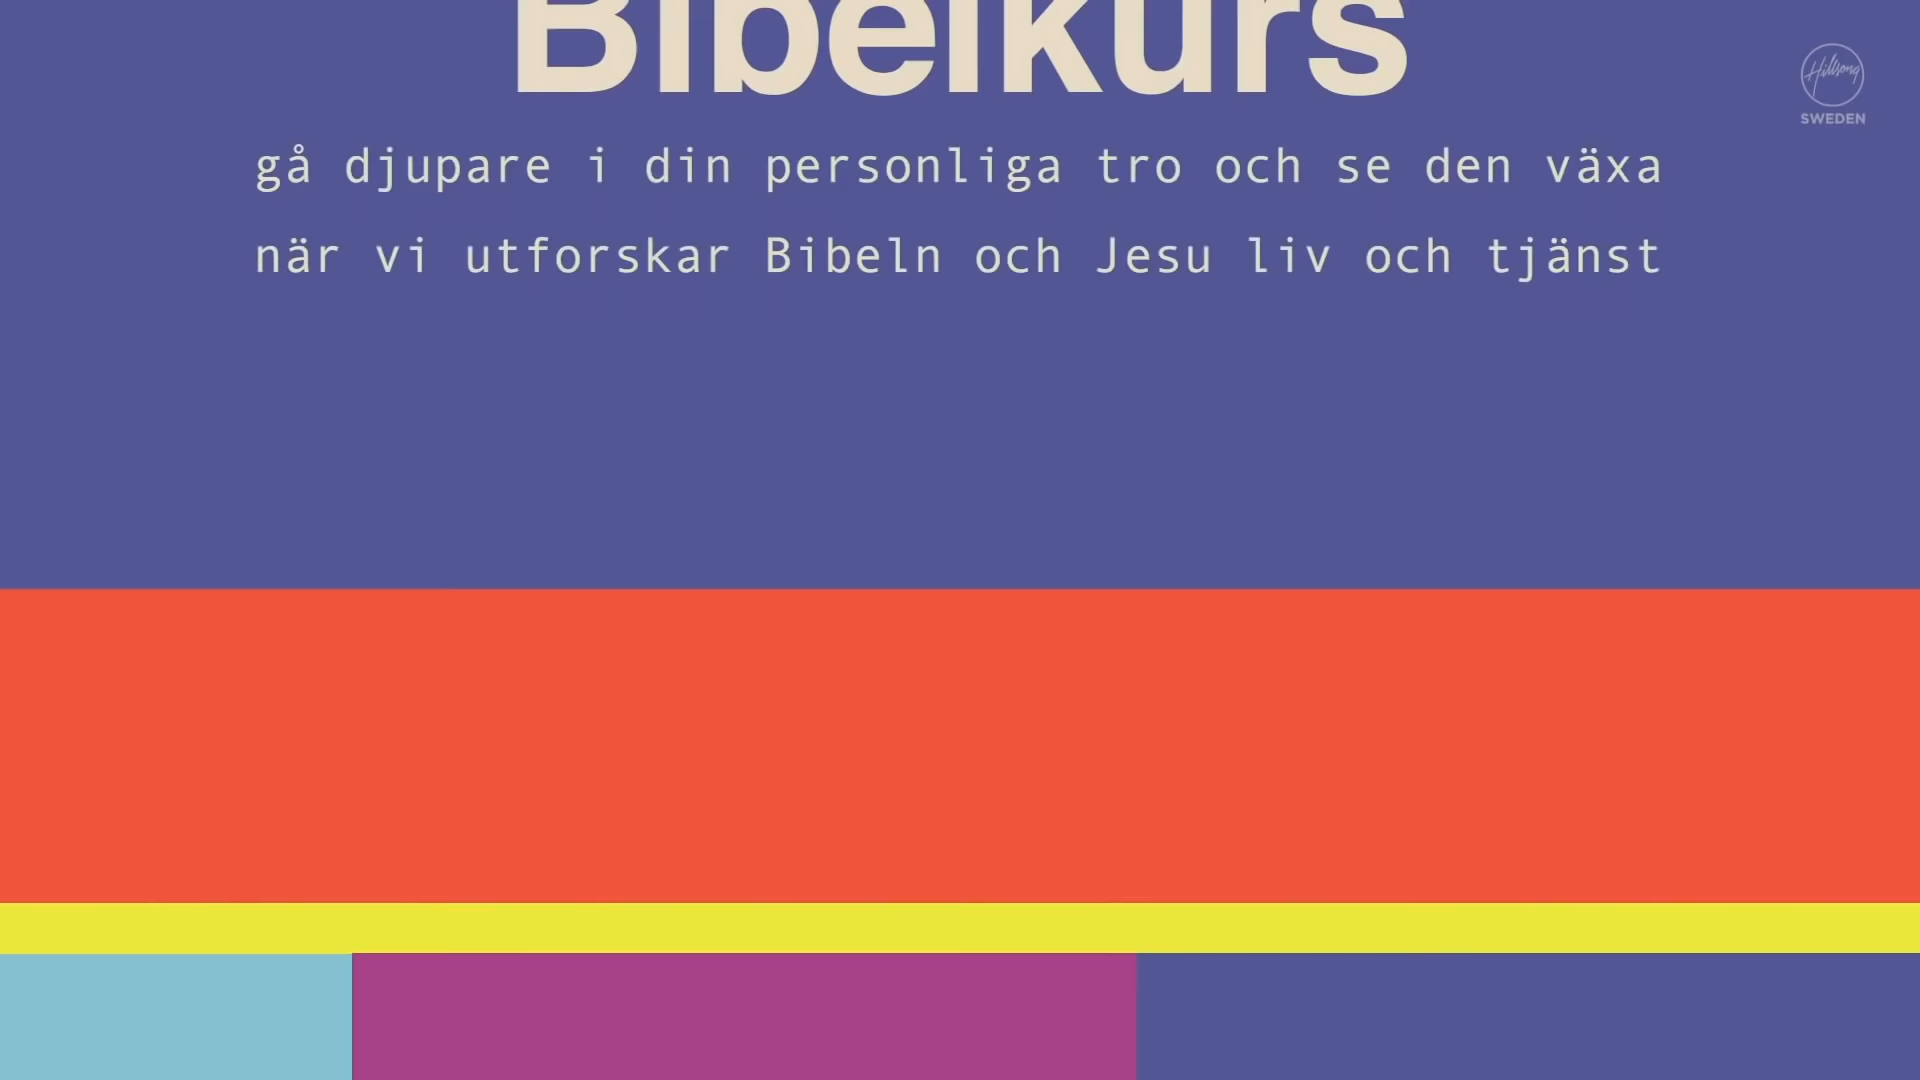 Bibelkurs
Hillsong
SWEDEN
gå djupare i din personliga tro och se den växa
när vi utforskar Bibeln och Jesu liv och tjänst